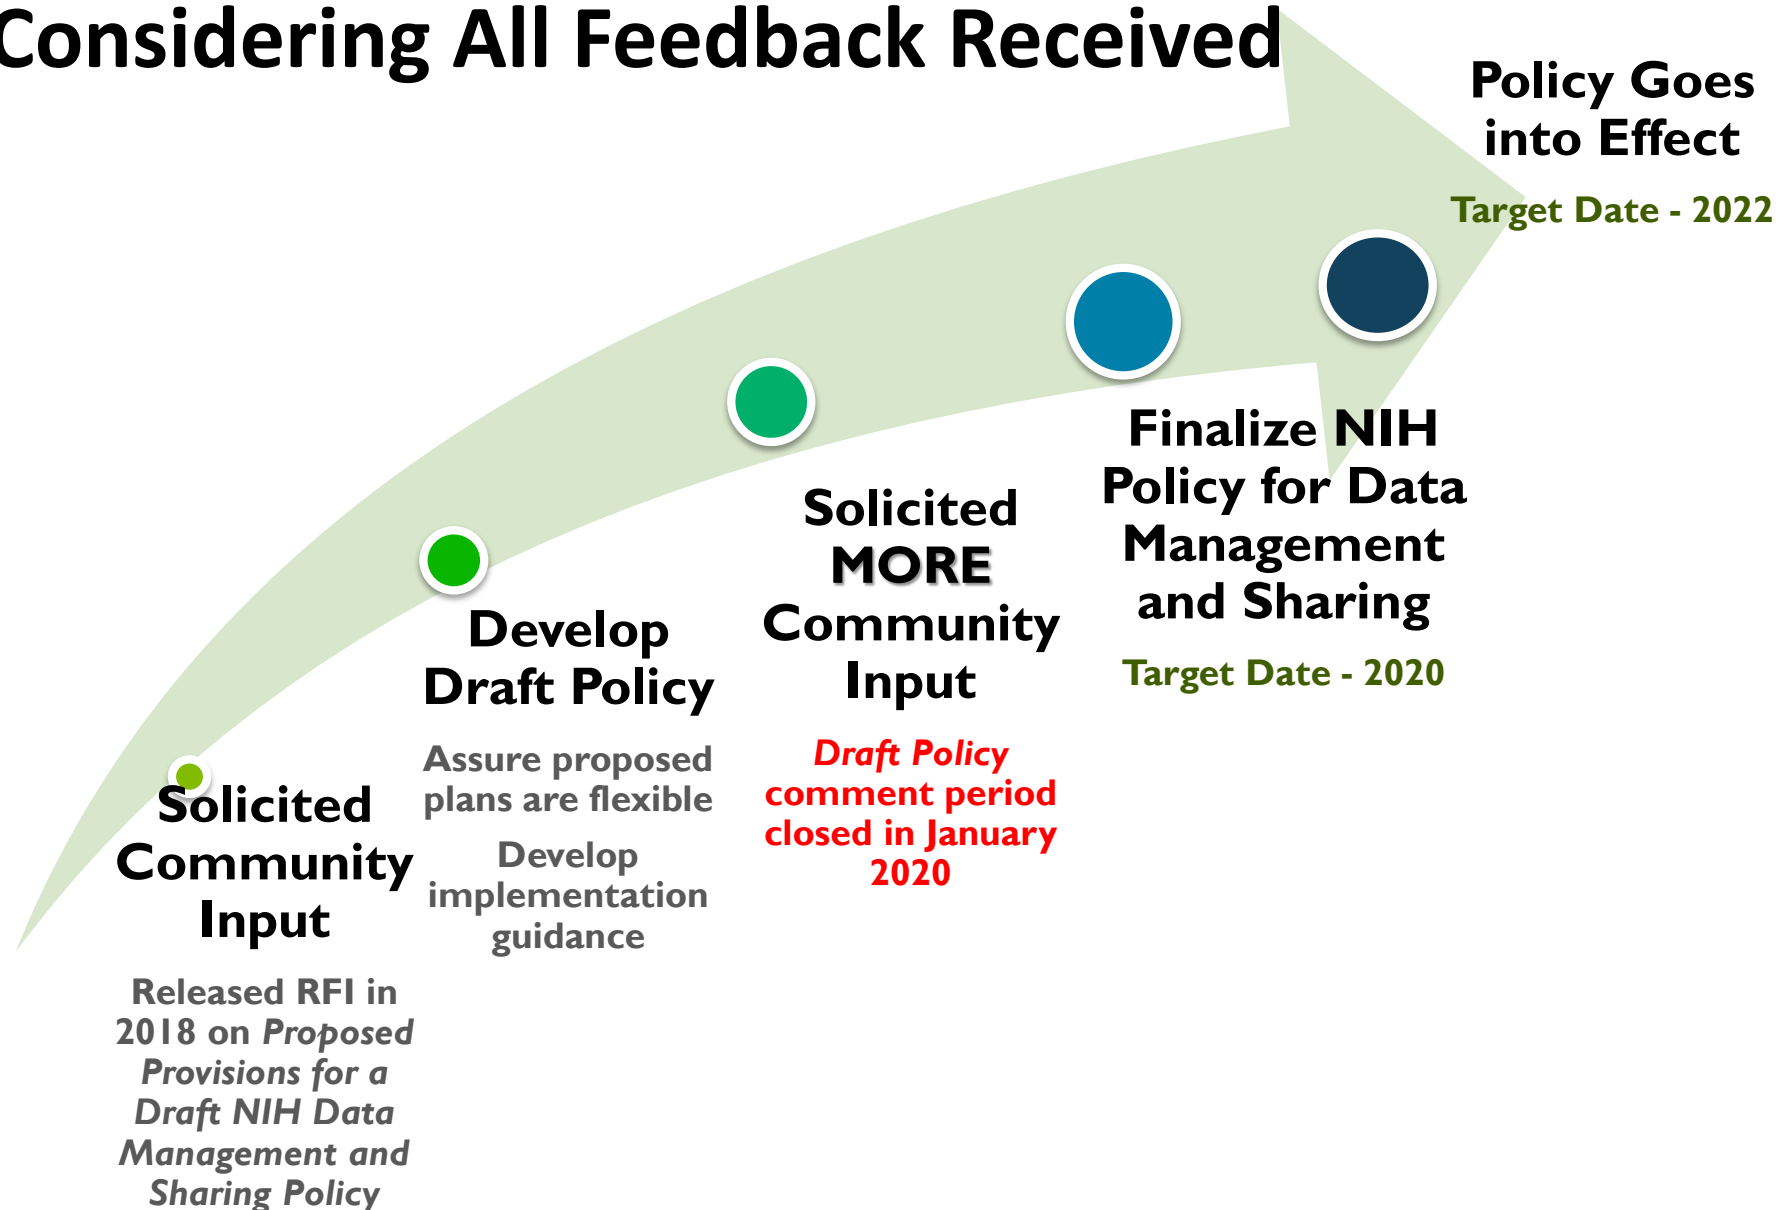 Considering All Feedback Received
Solicited
Community
Input
Released RFI in
2018 on Proposed
Provisions for a
Draft NIH Data
Management and
Sharing Policy
Develop
Draft Policy
Assure proposed
plans are flexible
Develop
implementation
guidance
Solicited
MORE
Community
Input
Draft Policy
comment period
closed in January
2020
Finalize NIH
Policy for Data
Management
and Sharing
Target Date - 2020
Policy Goes
into Effect
Target Date - 2022